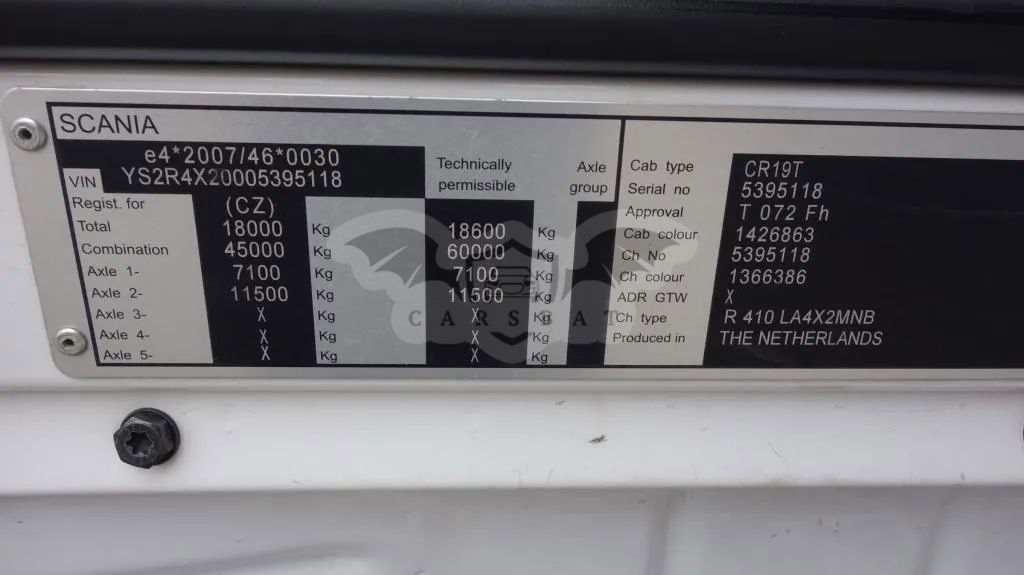 SCANIA
e4*2007/46*0030
VIN YS2R4X20005395118
Technically permissible
Axle group
Regist. for (CZ)
Total 18000 Kg 18600 Kg
Combination 45000 Kg 60000 Kg
Axle 1- 7100 Kg 7100 Kg
Axle 2- 11500 Kg 11500 Kg
Axle 3- X Kg X Kg
Axle 4- X Kg X Kg
Axle 5- X Kg X Kg
Cab type CR19T
Serial no 5395118
Approval T 072 Fh
Cab colour 1426863
Ch No 5395118
Ch colour 1366386
ADR GTW X
Ch type R 410 LA4X2MNB
Produced in THE NETHERLANDS
CARSBAT